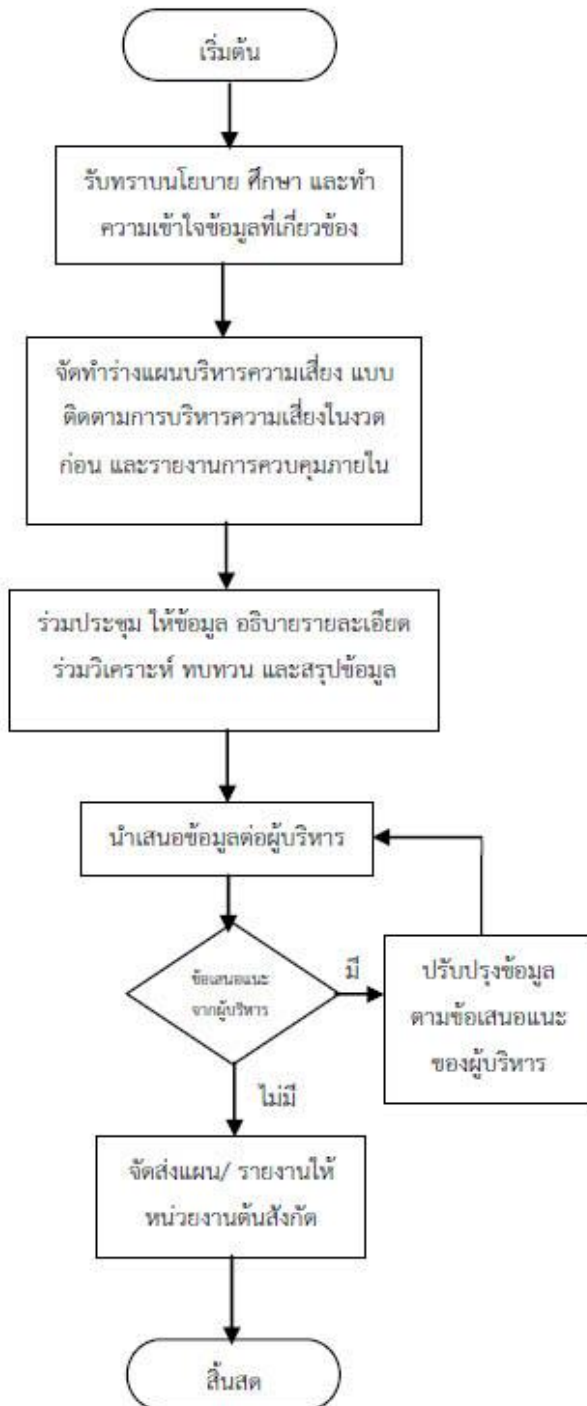 เริ่มต้น
รับทราบนโยบาย ศึกษา และทำ
ความเข้าใจข้อมูลที่เกี่ยวข้อง
จัดทำร่างแผนบริหารความเสี่ยง แบบ
ติดตามการบริหารความเสี่ยงในงวด
ก่อน และรายงานการควบคุมภายใน
ร่วมประชุม ให้ข้อมูล อธิบายรายละเอียด
ร่วมวิเคราะห์ ทบทวน และสรุปข้อมูล
นำเสนอข้อมูลต่อผู้บริหาร
ข้อเสนอแนะ
จากผู้บริหาร
มี
ปรับปรุงข้อมูล
ตามข้อเสนอแนะ
ของผู้บริหาร
ไม่มี
จัดส่งแผน/ รายงานให้
หน่วยงานต้นสังกัด
สิ้นสด